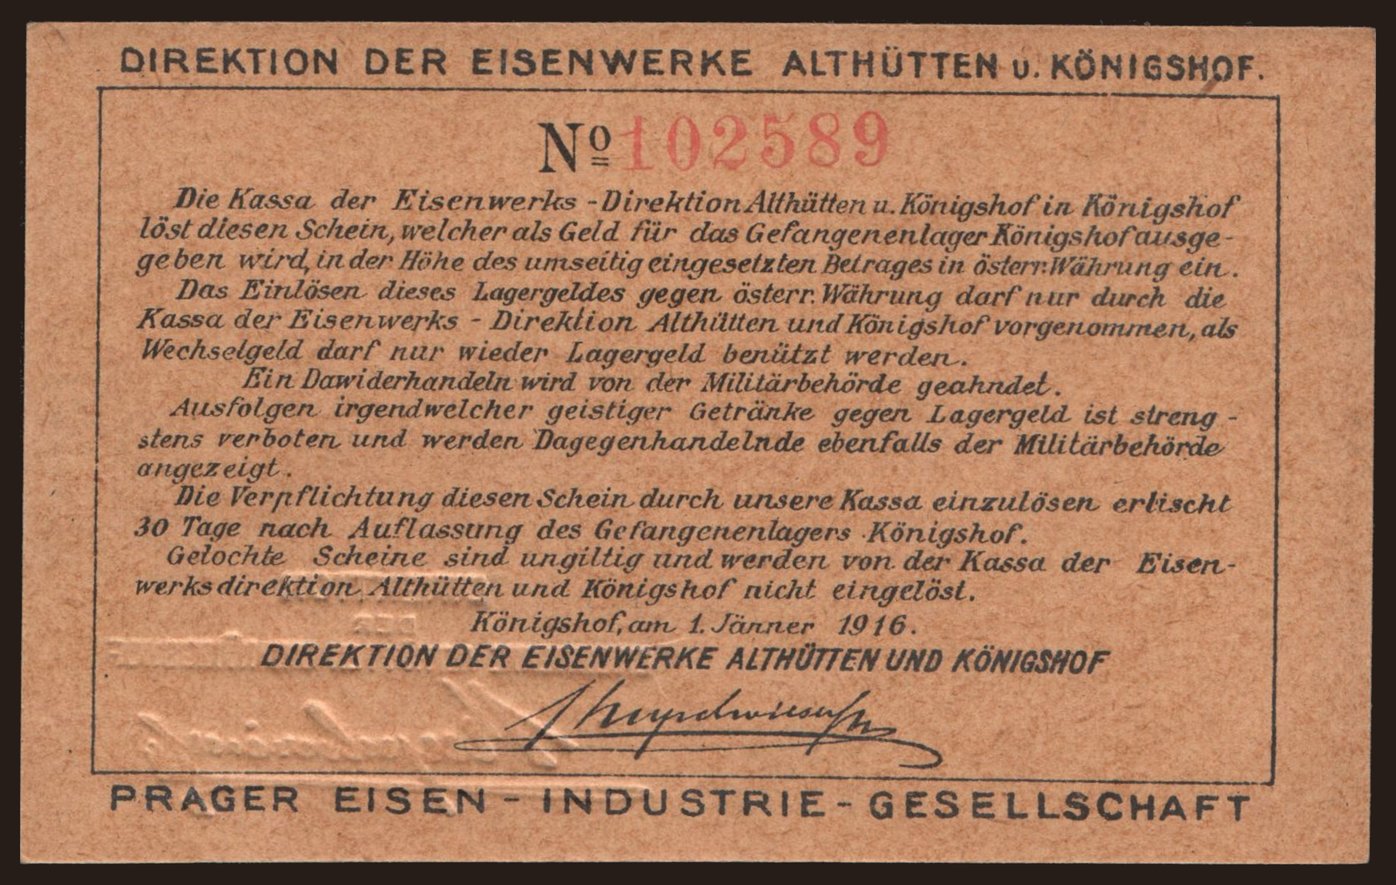 DIREKTION DER EISENWERKE ALTHÜTTEN u. KÖNIGSHOF.
No 102589
Die Kassa der Eisenwerks - Direktion Althütten u. Königshof in Königshof
löst diesen Schein, welcher als Geld für das Gefangenenlager Königshof ausge-
geben wird, in der Höhe des umseitig eingesetzten Betrages in österr. Währung ein.
Das Einlösen dieses Lagergeldes gegen österr. Währung darf nur durch die
Kassa der Eisenwerks - Direktion Althütten und Königshof vorgenommen, als
Wechselgeld darf nur wieder Lagergeld benützt werden.
Ein Dawiderhandeln wird von der Militärbehörde geahndet.
Ausfolgen irgendwelcher geistiger Getränke gegen Lagergeld ist streng -
stens verboten und werden Dagegenhandelnde ebenfalls der Militärbehörde
angezeigt.
Die Verpflichtung diesen Schein durch unsere Kassa einzulösen erlischt
30 Tage nach Auflassung des Gefangenenlagers Königshof.
Gelochte Scheine sind ungiltig und werden von der Kassa der Eisen-
werksdirektion Althütten und Königshof nicht eingelöst.
Königshof, am 1. Jänner 1916.
DIREKTION DER EISENWERKE ALTHÜTTEN UND KÖNIGSHOF
PRAGER EISEN - INDUSTRIE - GESELLSCHAFT